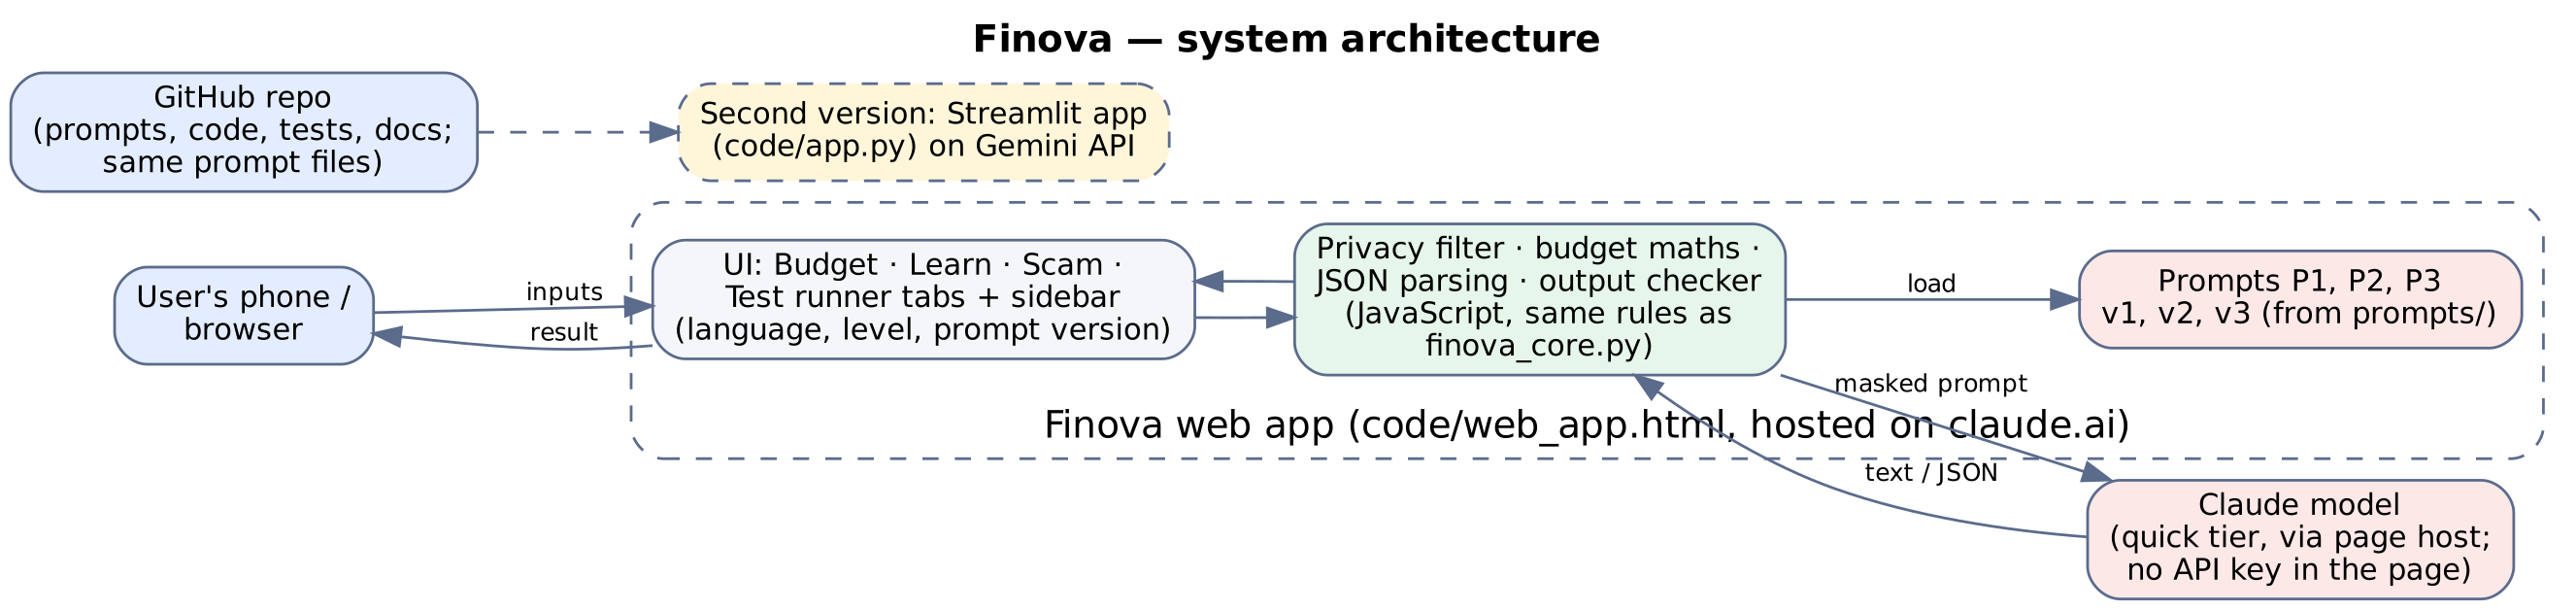 Finova — system architecture
GitHub repo
(prompts, code, tests, docs;
same prompt files)
Second version: Streamlit app
(code/app.py) on Gemini API
User's phone /
browser
inputs
result
UI: Budget · Learn · Scam ·
Test runner tabs + sidebar
(language, level, prompt version)
Privacy filter · budget maths ·
JSON parsing · output checker
(JavaScript, same rules as
finova_core.py)
load
Prompts P1, P2, P3
v1, v2, v3 (from prompts/)
masked prompt
Finova web app (code/web_app.html, hosted on claude.ai)
text / JSON
Claude model
(quick tier, via page host;
no API key in the page)